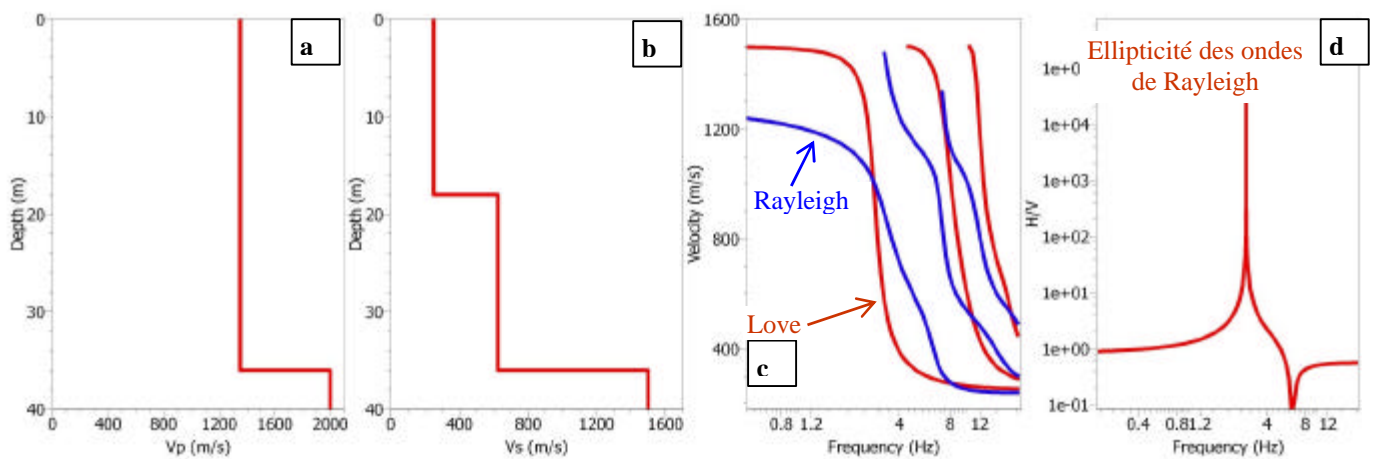 a
0
10
20
30
40
Depth (m)
0 400 800 1200 1600 2000
Vp (m/s)
b
0
10
20
30
40
Depth (m)
0 400 800 1200 1600
Vs (m/s)
1600
1200
800
400
Velocity (m/s)
Rayleigh
Love
c
0.8 1.2 4 12
Frequency (Hz)
Ellipticité des ondes
de Rayleigh
d
1e+0
1e+04
1e+03
1e+02
1e+01
1e+00
1e-01
H/V
0.4 0.81.2 4 8 12
Frequency (Hz)